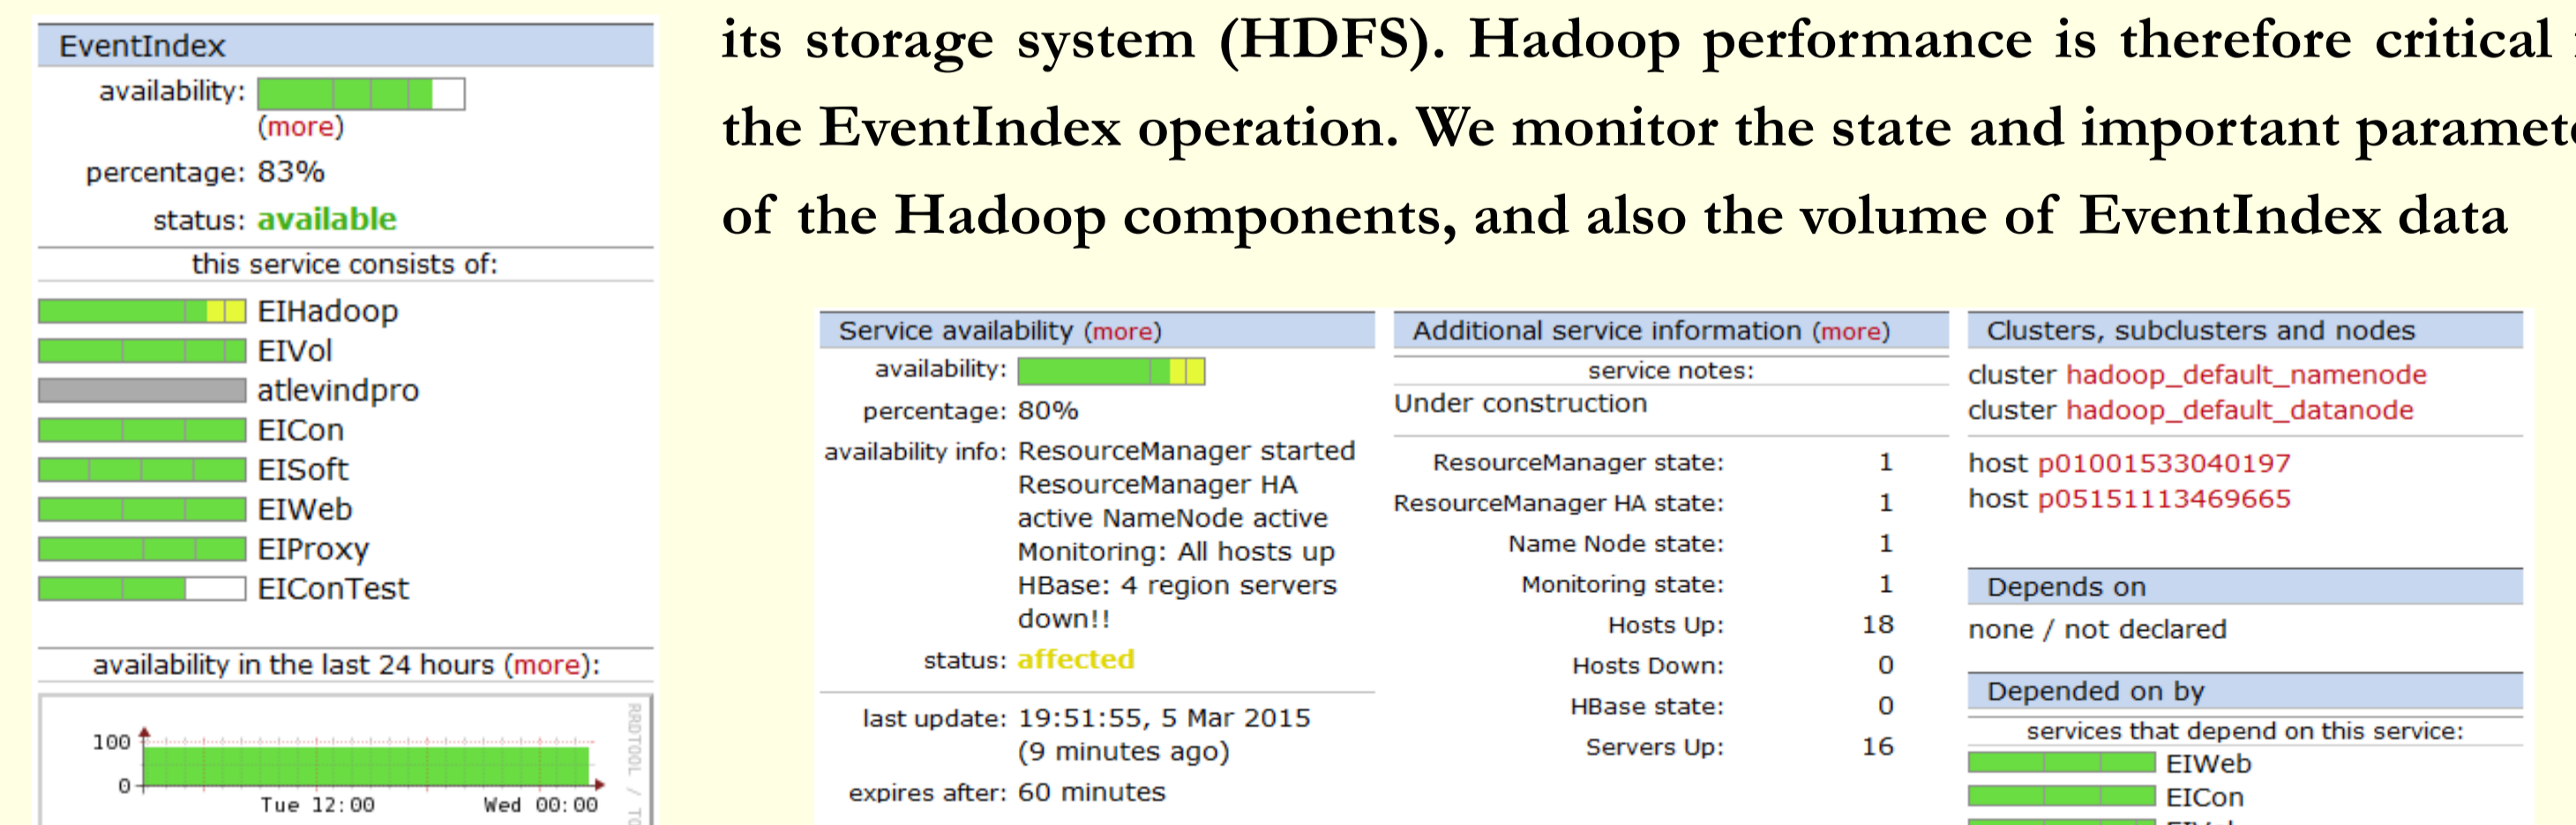 EventIndex
availability:
(more)
percentage: 83%
status: available
this service consists of:
EIHadoop
EIVol
atlevindpro
EICon
EISoft
EIWeb
EIProxy
EIConTest
availability in the last 24 hours (more):
100
0
Tue 12:00 Wed 00:00
RRDTOOL /
its storage system (HDFS). Hadoop performance is therefore critical
the EventIndex operation. We monitor the state and important
of the Hadoop components, and also the volume of EventIndex data
Service availability (more)
availability:
percentage: 80%
availability info: ResourceManager started
ResourceManager HA
active NameNode active
Monitoring: All hosts up
HBase: 4 region servers
down!!
status: affected
last update: 19:51:55, 5 Mar 2015
(9 minutes ago)
expires after: 60 minutes
Additional service information (more)
service notes:
Under construction
ResourceManager state: 1
ResourceManager HA state: 1
Name Node state: 1
Monitoring state: 1
Hosts Up: 18
Hosts Down: 0
HBase state: 0
Servers Up: 16
Clusters, subclusters and nodes
cluster hadoop_default_namenode
cluster hadoop_default_datanode
host p01001533040197
host p05151113469665
Depends on
none / not declared
Depended on by
services that depend on this service:
EIWeb
EICon